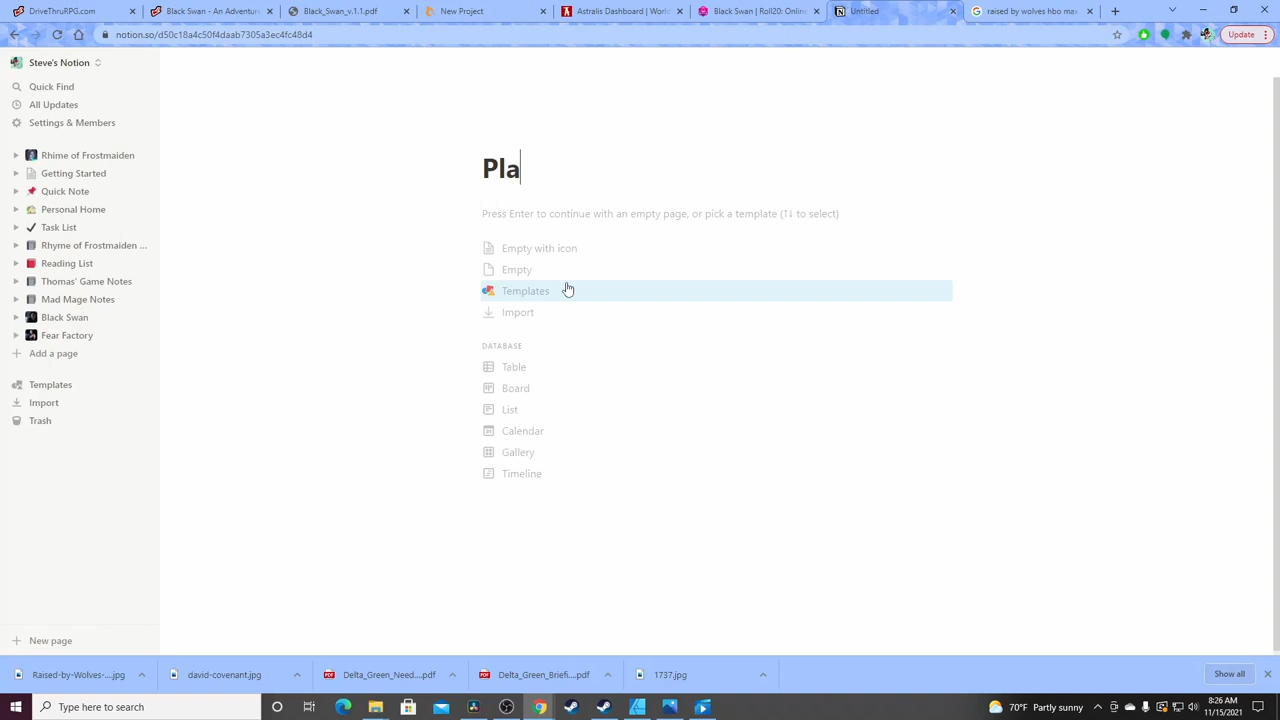 DriveThruRPG.com
Black Swan - An Adventure
Black_Swan_v.1.1.pdf
New Project
Astralis Dashboard | Worl
Black Swan | Roll20: Online
Untitled
raised by wolves hbo max
notion.so/d50c18a4c50f4daab7305a3ec4fc48d4
Update
Steve's Notion
Quick Find
All Updates
Settings & Members
Rhime of Frostmaiden
Getting Started
Quick Note
Personal Home
Task List
Rhyme of Frostmaiden ...
Reading List
Thomas' Game Notes
Mad Mage Notes
Black Swan
Fear Factory
Add a page
Templates
Import
Trash
New page
Pla
Press Enter to continue with an empty page, or pick a template (↑↓ to select)
Empty with icon
Empty
Templates
Import
DATABASE
Table
Board
List
Calendar
Gallery
Timeline
Raised-by-Wolves-....jpg
david-covenant.jpg
Delta_Green_Need....pdf
Delta_Green_Briefi....pdf
1737.jpg
Show all
Type here to search
70°F Partly sunny
8:26 AM
11/15/2021